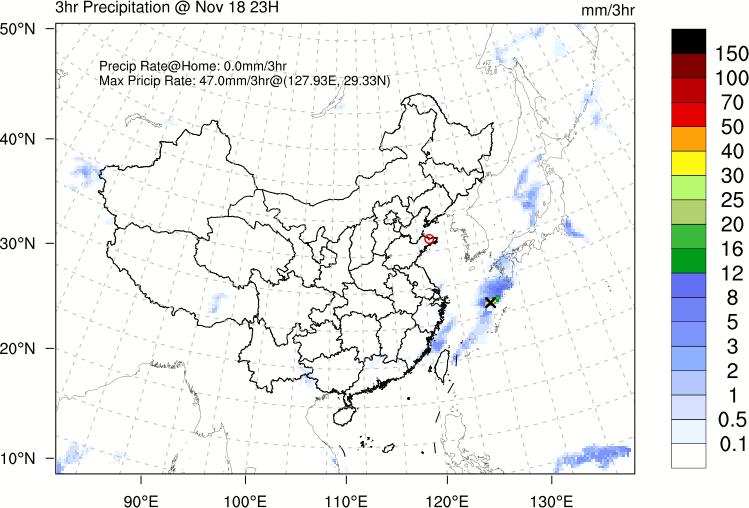 3hr Precipitation @ Nov 18 23H
mm/3hr
Precip Rate@Home: 0.0mm/3hr
Max Pricip Rate: 47.0mm/3hr@(127.93E, 29.33N)
50°N
40°N
30°N
20°N
10°N
90°E
100°E
110°E
120°E
130°E
150
100
70
50
40
30
25
20
16
12
8
5
3
2
1
0.5
0.1